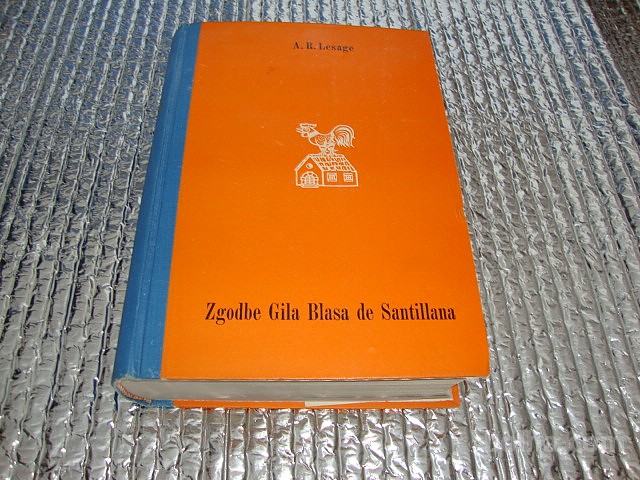 A. R. Lesage
Zgodbe Gila Blasa de Santillana